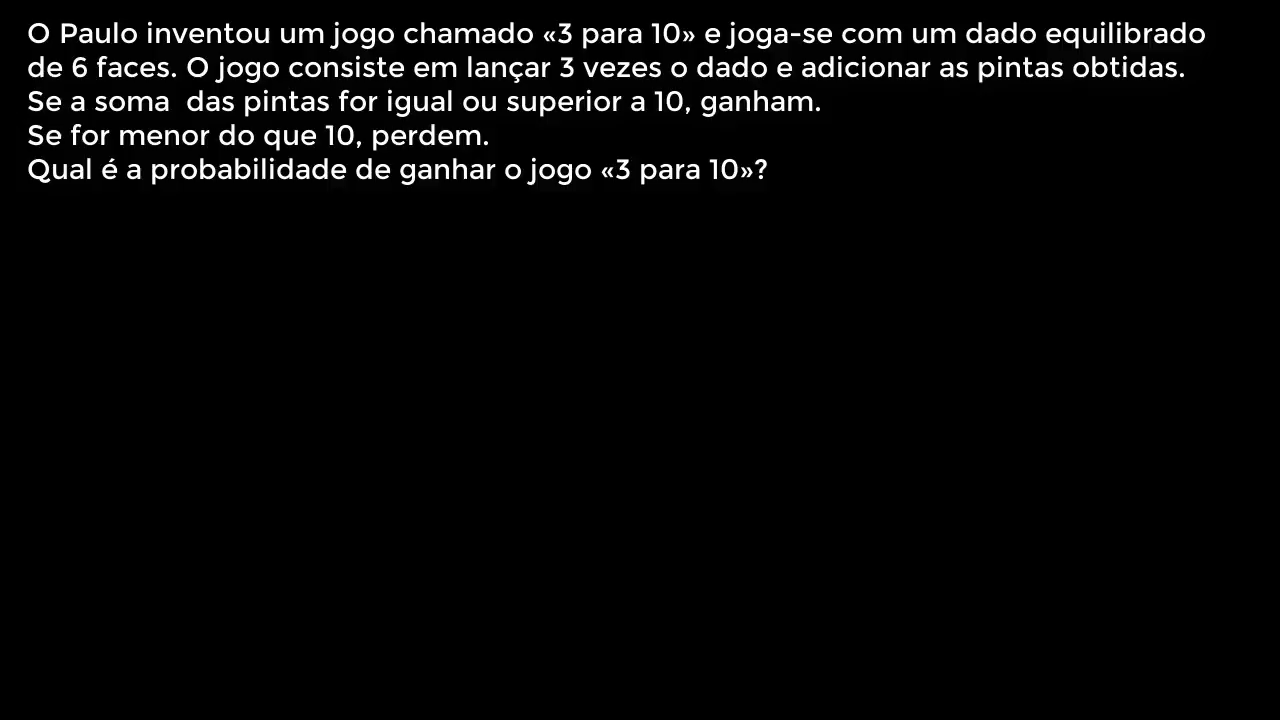 O Paulo inventou um jogo chamado «3 para 10» e joga-se com um dado equilibrado
de 6 faces. O jogo consiste em lançar 3 vezes o dado e adicionar as pintas obtidas.
Se a soma  das pintas for igual ou superior a 10, ganham.
Se for menor do que 10, perdem.
Qual é a probabilidade de ganhar o jogo «3 para 10»?